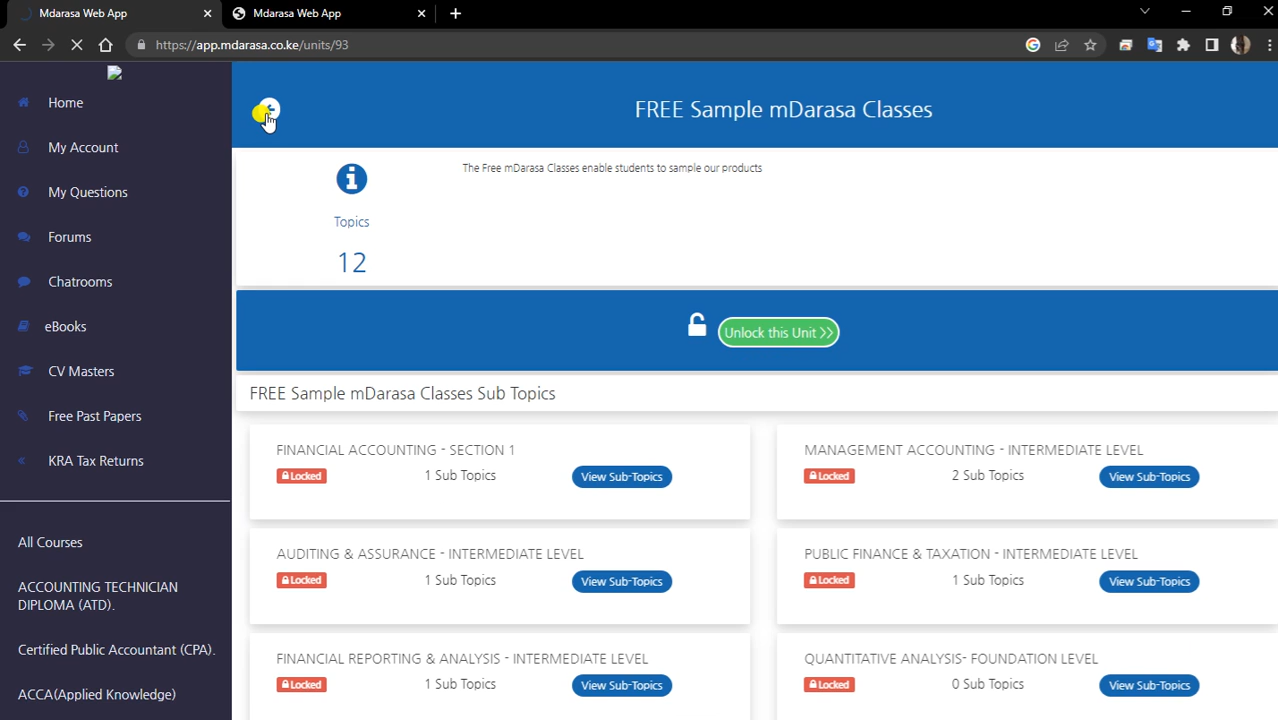 Mdarasa Web App
Mdarasa Web App
https://app.mdarasa.co.ke/units/93
Home
My Account
My Questions
Forums
Chatrooms
eBooks
CV Masters
Free Past Papers
KRA Tax Returns
All Courses
ACCOUNTING TECHNICIAN
DIPLOMA (ATD).
Certified Public Accountant (CPA).
ACCA(Applied Knowledge)
FREE Sample mDarasa Classes
The Free mDarasa Classes enable students to sample our products
Topics
12
Unlock this Unit >>
FREE Sample mDarasa Classes Sub Topics
FINANCIAL ACCOUNTING - SECTION 1
Locked 1 Sub Topics View Sub-Topics
MANAGEMENT ACCOUNTING - INTERMEDIATE LEVEL
Locked 2 Sub Topics View Sub-Topics
AUDITING & ASSURANCE - INTERMEDIATE LEVEL
Locked 1 Sub Topics View Sub-Topics
PUBLIC FINANCE & TAXATION - INTERMEDIATE LEVEL
Locked 1 Sub Topics View Sub-Topics
FINANCIAL REPORTING & ANALYSIS - INTERMEDIATE LEVEL
Locked 1 Sub Topics View Sub-Topics
QUANTITATIVE ANALYSIS- FOUNDATION LEVEL
Locked 0 Sub Topics View Sub-Topics